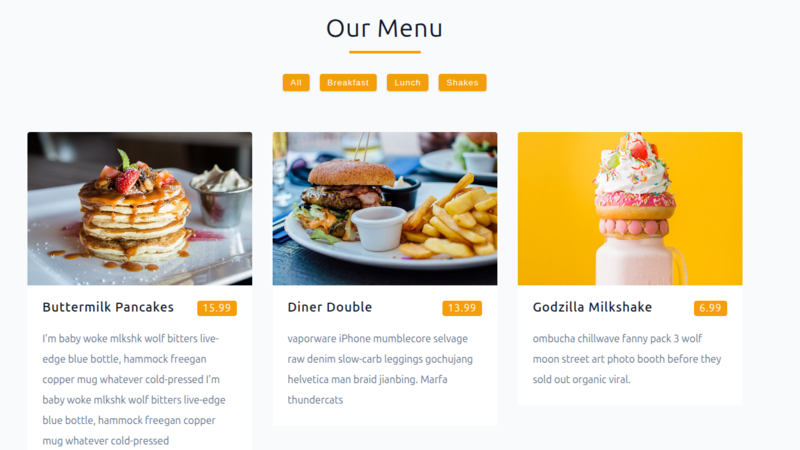 Our Menu
All
Breakfast
Lunch
Shakes
Buttermilk Pancakes
15.99
I'm baby woke mlkshk wolf bitters live-
edge blue bottle, hammock freegan
copper mug whatever cold-pressed I'm
baby woke mlkshk wolf bitters live-edge
blue bottle, hammock freegan copper
mug whatever cold-pressed
Diner Double
13.99
vaporware iPhone mumblecore selvage
raw denim slow-carb leggings gochujang
helvetica man braid jianbing. Marfa
thundercats
Godzilla Milkshake
6.99
ombucha chillwave fanny pack 3 wolf
moon street art photo booth before they
sold out organic viral.